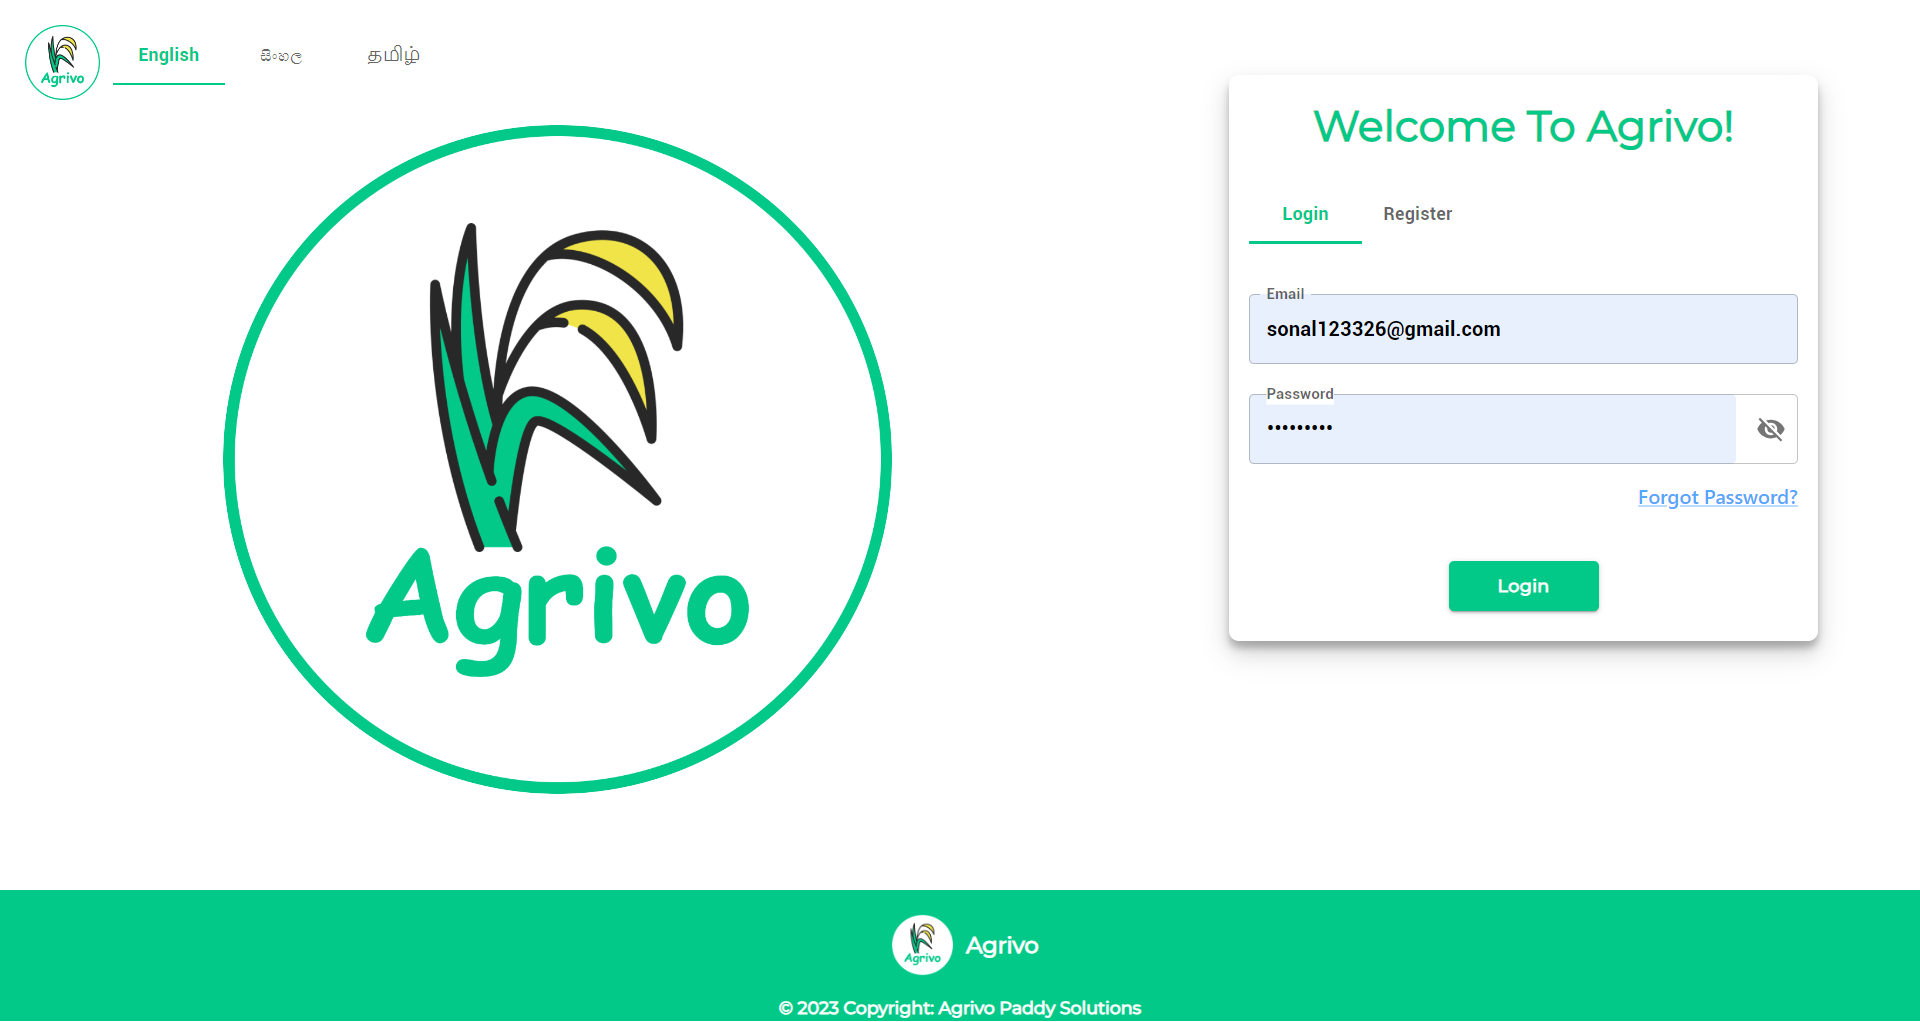 Agrivo
English සිංහල தமிழ்
Agrivo
Welcome To Agrivo!
Login Register
Email
sonal123326@gmail.com
Password
•••••••••
Forgot Password?
Login
Agrivo Agrivo
© 2023 Copyright: Agrivo Paddy Solutions